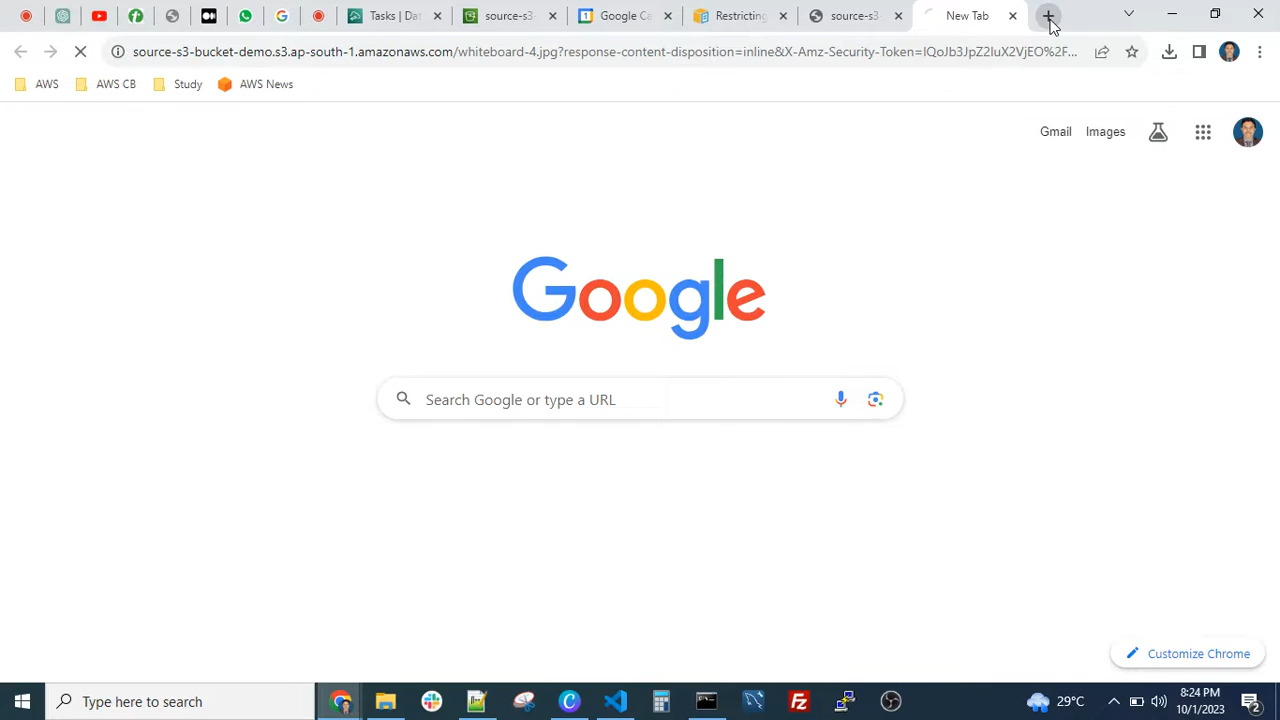 Tasks | Dat
source-s3
Google Ca
Restricting
source-s3
New Tab
source-s3-bucket-demo.s3.ap-south-1.amazonaws.com/whiteboard-4.jpg?response-content-disposition=inline&X-Amz-Security-Token=IQoJb3JpZ2luX2VjEO%2F...
AWS
AWS CB
Study
AWS News
Gmail
Images
Google
Search Google or type a URL
Customize Chrome
Type here to search
29°C
8:24 PM
10/1/2023
2